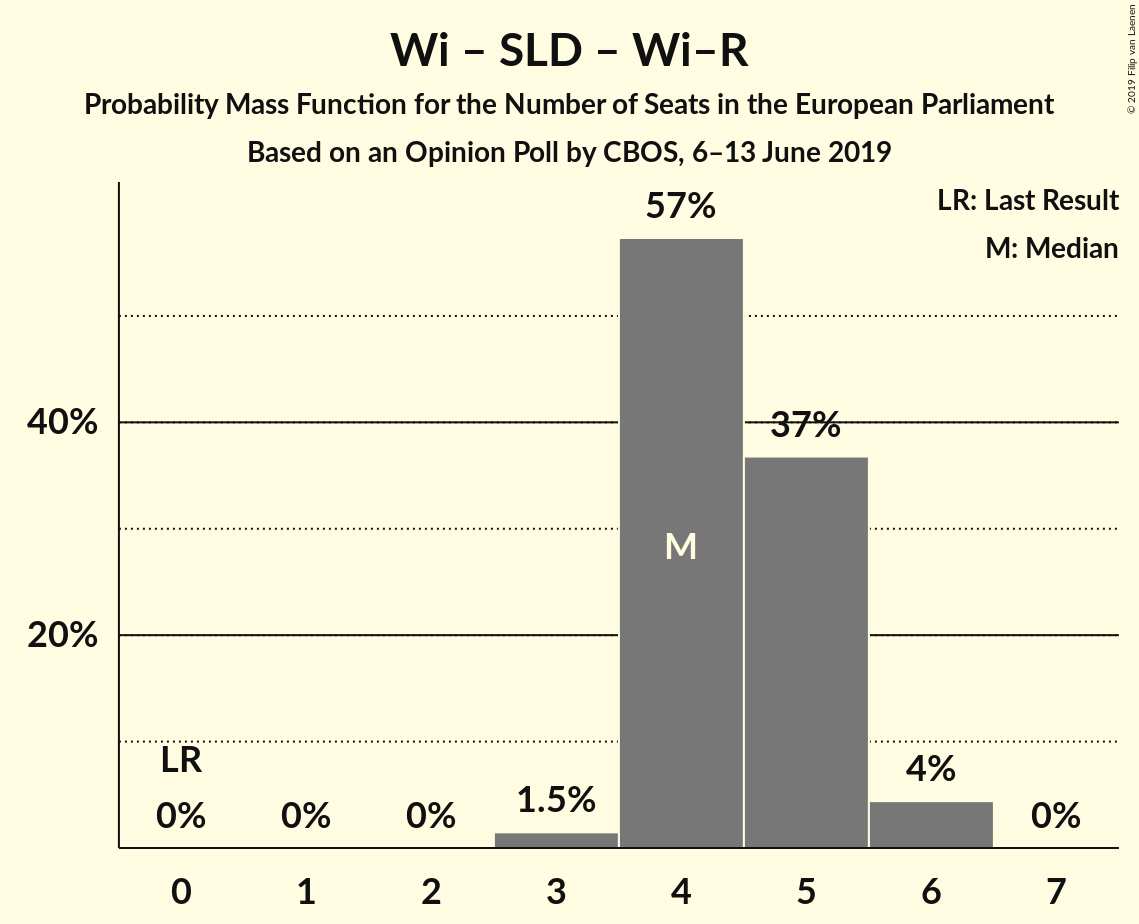 Wi – SLD – Wi–R
Probability Mass Function for the Number of Seats in the European Parliament
Based on an Opinion Poll by CBOS, 6–13 June 2019
© 2019 Filip van Laenen
LR: Last Result
M: Median
57%
40%
37%
M
20%
LR
0%
0%
0%
1.5%
4%
0%
0 1 2 3 4 5 6 7